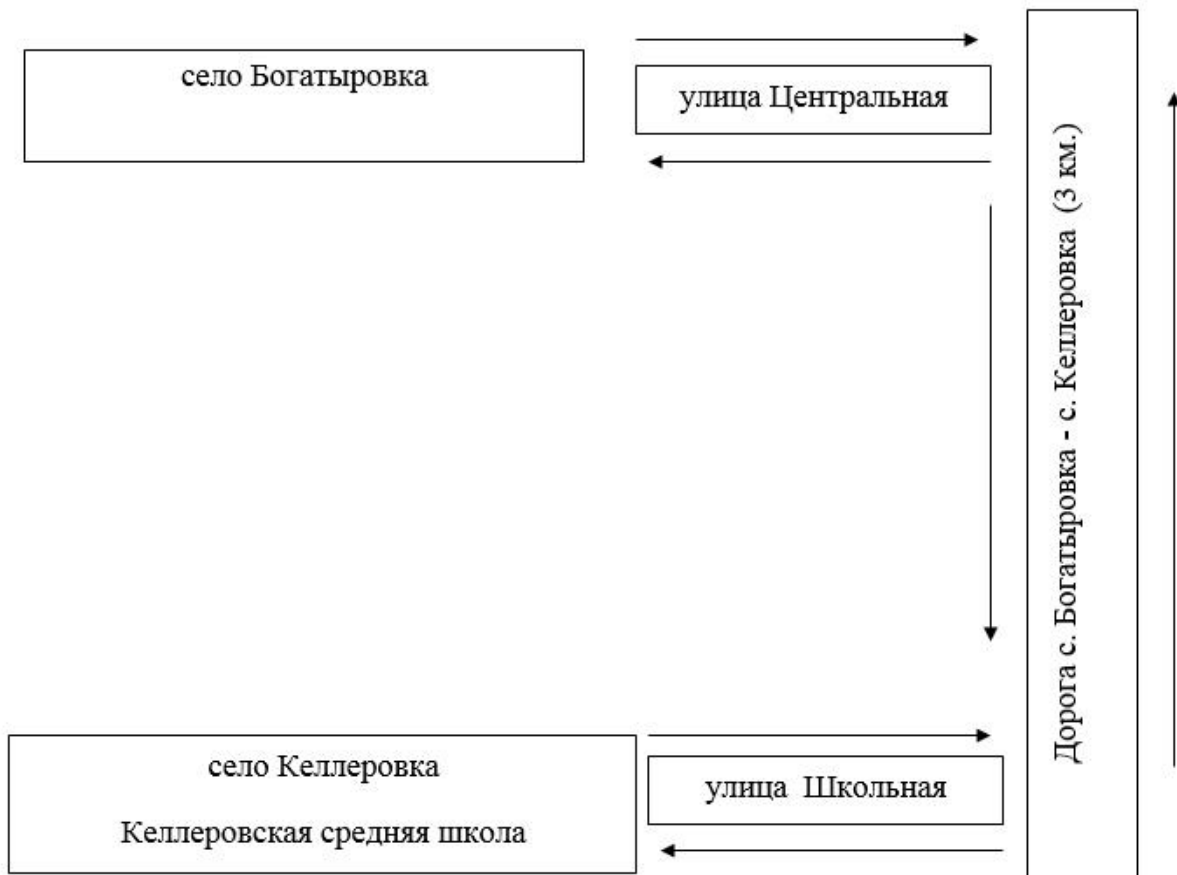 село Богатыровка
улица Центральная
Дорога с. Богатыровка - с. Келлеровка (3 км.)
село Келлеровка
Келлеровская средняя школа
улица Школьная